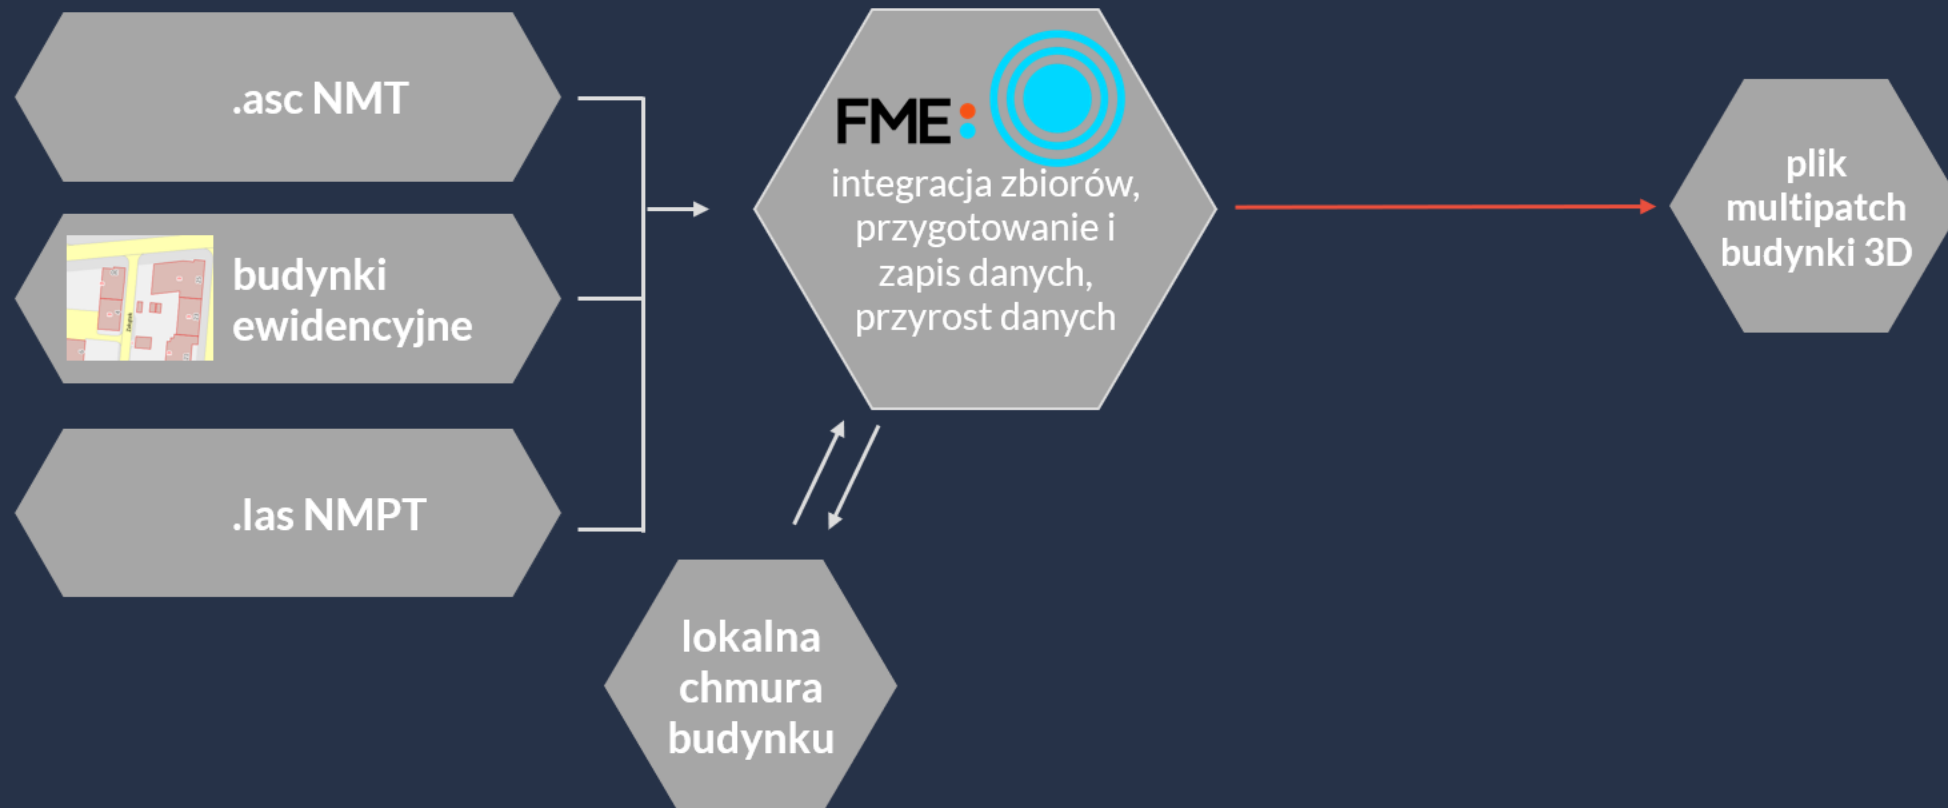 .asc NMT
budynki
ewidencyjne
.las NMPT
FME:
integracja zbiorów,
przygotowanie i
zapis danych,
przyrost danych
lokalna
chmura
budynku
plik
multipatch
budynki 3D